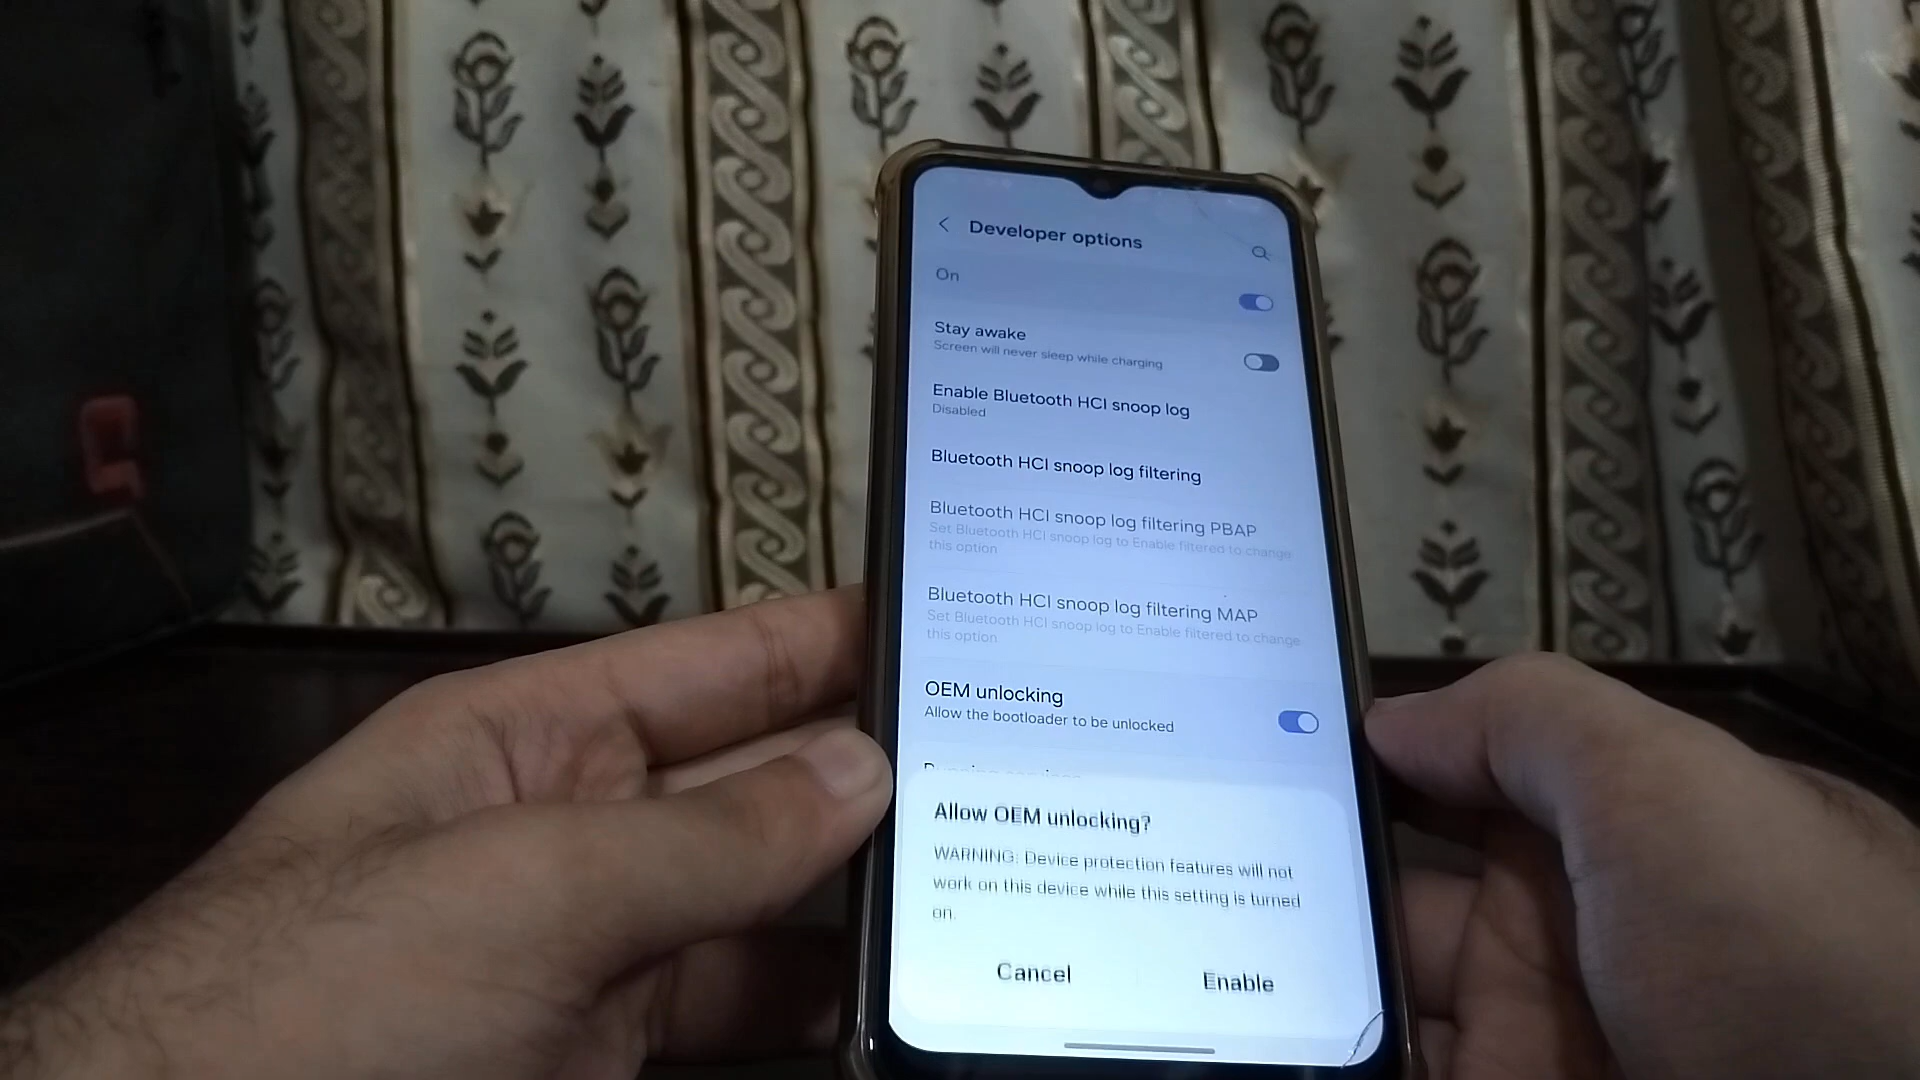 Developer options
On
Stay awake
Screen will never sleep while charging
Enable Bluetooth HCI snoop log
Disabled
Bluetooth HCI snoop log filtering
Bluetooth HCI snoop log filtering PBAP
Set Bluetooth HCI snoop log to Enable filtered to change
this option
Bluetooth HCI snoop log filtering MAP
Set Bluetooth HCI snoop log to Enable filtered to change
this option
OEM unlocking
Allow the bootloader to be unlocked
Allow OEM unlocking?
WARNING: Device protection features will not
work on this device while this setting is turned
on.
Cancel
Enable